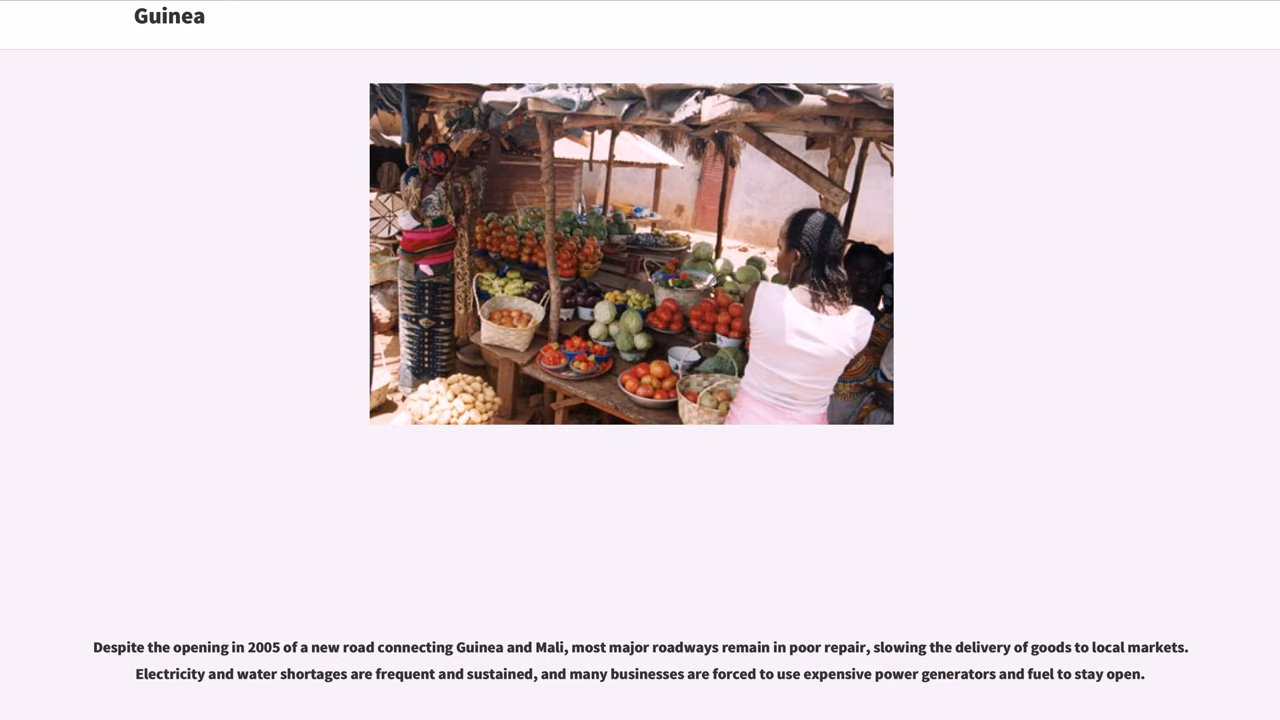 Guinea
Despite the opening in 2005 of a new road connecting Guinea and Mali, most major roadways remain in poor repair, slowing the delivery of goods to local markets.
Electricity and water shortages are frequent and sustained, and many businesses are forced to use expensive power generators and fuel to stay open.